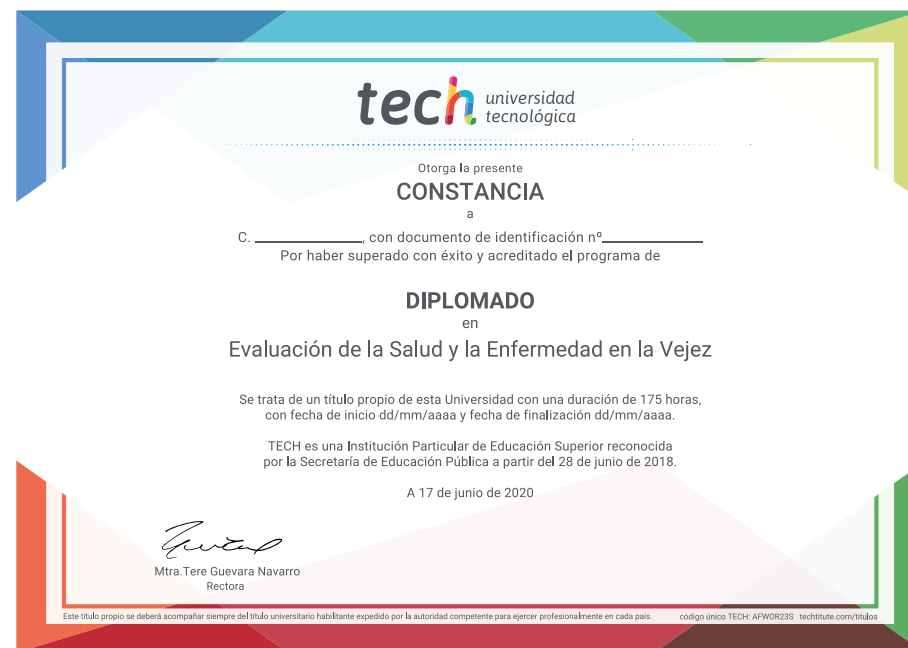 tech universidad
tecnológica
Otorga la presente
CONSTANCIA
a
C. ____________, con documento de identificación nº____________
Por haber superado con éxito y acreditado el programa de
DIPLOMADO
en
Evaluación de la Salud y la Enfermedad en la Vejez
Se trata de un título propio de esta Universidad con una duración de 175 horas,
con fecha de inicio dd/mm/aaaa y fecha de finalización dd/mm/aaaa.
TECH es una Institución Particular de Educación Superior reconocida
por la Secretaría de Educación Pública a partir del 28 de junio de 2018.
A 17 de junio de 2020
Mtra.Tere Guevara Navarro
Rectora
Este título propio se deberá acompañar siempre del título universitario habilitante expedido por la autoridad competente para ejercer profesionalmente en cada país. código único TECH: AFWOR23S techtitute.com/titulos